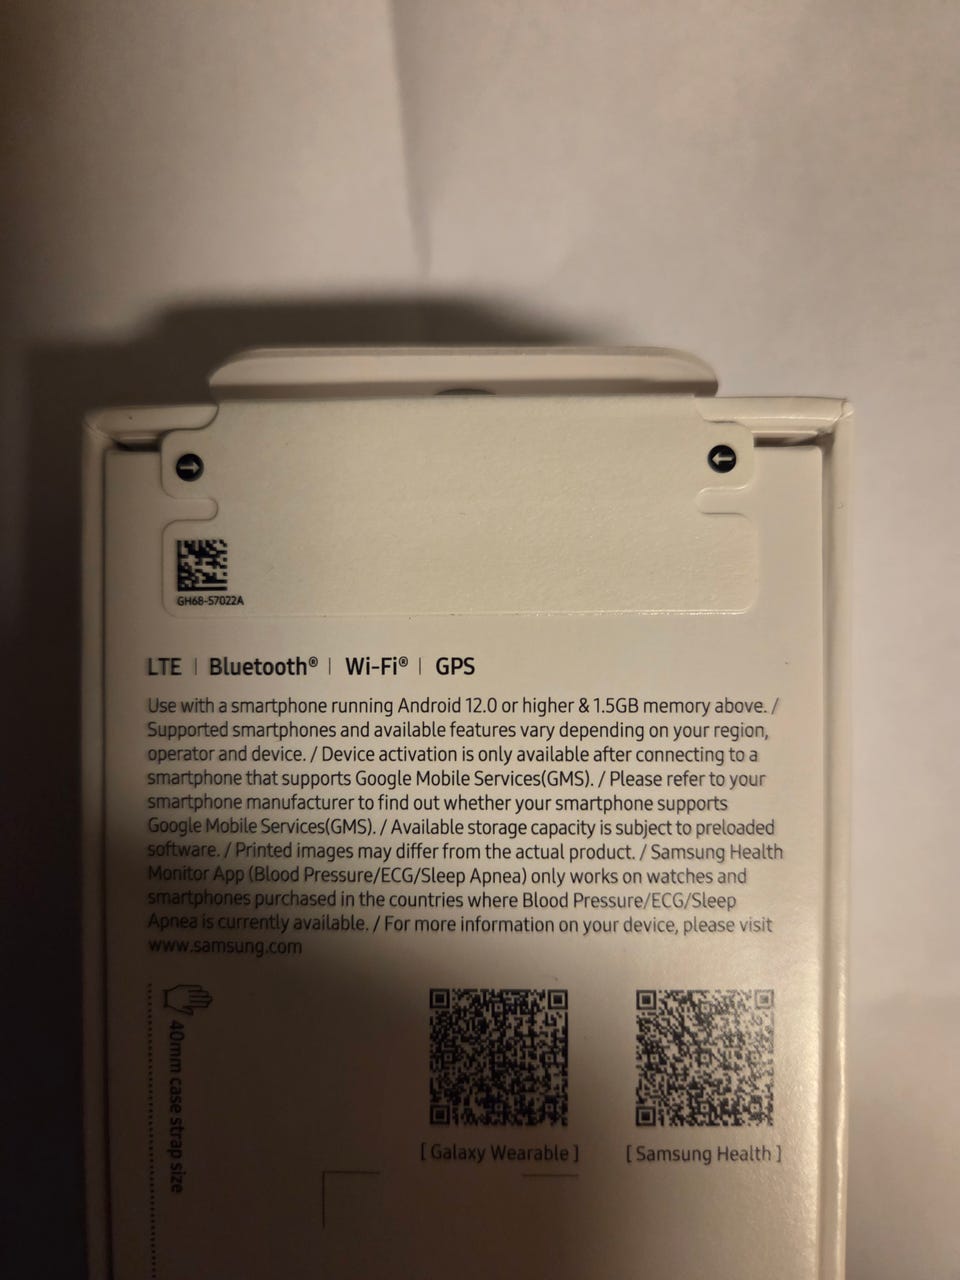 GH68-57022A
LTE | Bluetooth® | Wi-Fi® | GPS
Use with a smartphone running Android 12.0 or higher & 1.5GB memory above. /
Supported smartphones and available features vary depending on your region,
operator and device. / Device activation is only available after connecting to a
smartphone that supports Google Mobile Services(GMS). / Please refer to your
smartphone manufacturer to find out whether your smartphone supports
Google Mobile Services(GMS). / Available storage capacity is subject to preloaded
software. / Printed images may differ from the actual product. / Samsung Health
Monitor App (Blood Pressure/ECG/Sleep Apnea) only works on watches and
smartphones purchased in the countries where Blood Pressure/ECG/Sleep
Apnea is currently available. / For more information on your device, please visit
www.samsung.com
40mm case strap size
[ Galaxy Wearable ]
[ Samsung Health ]